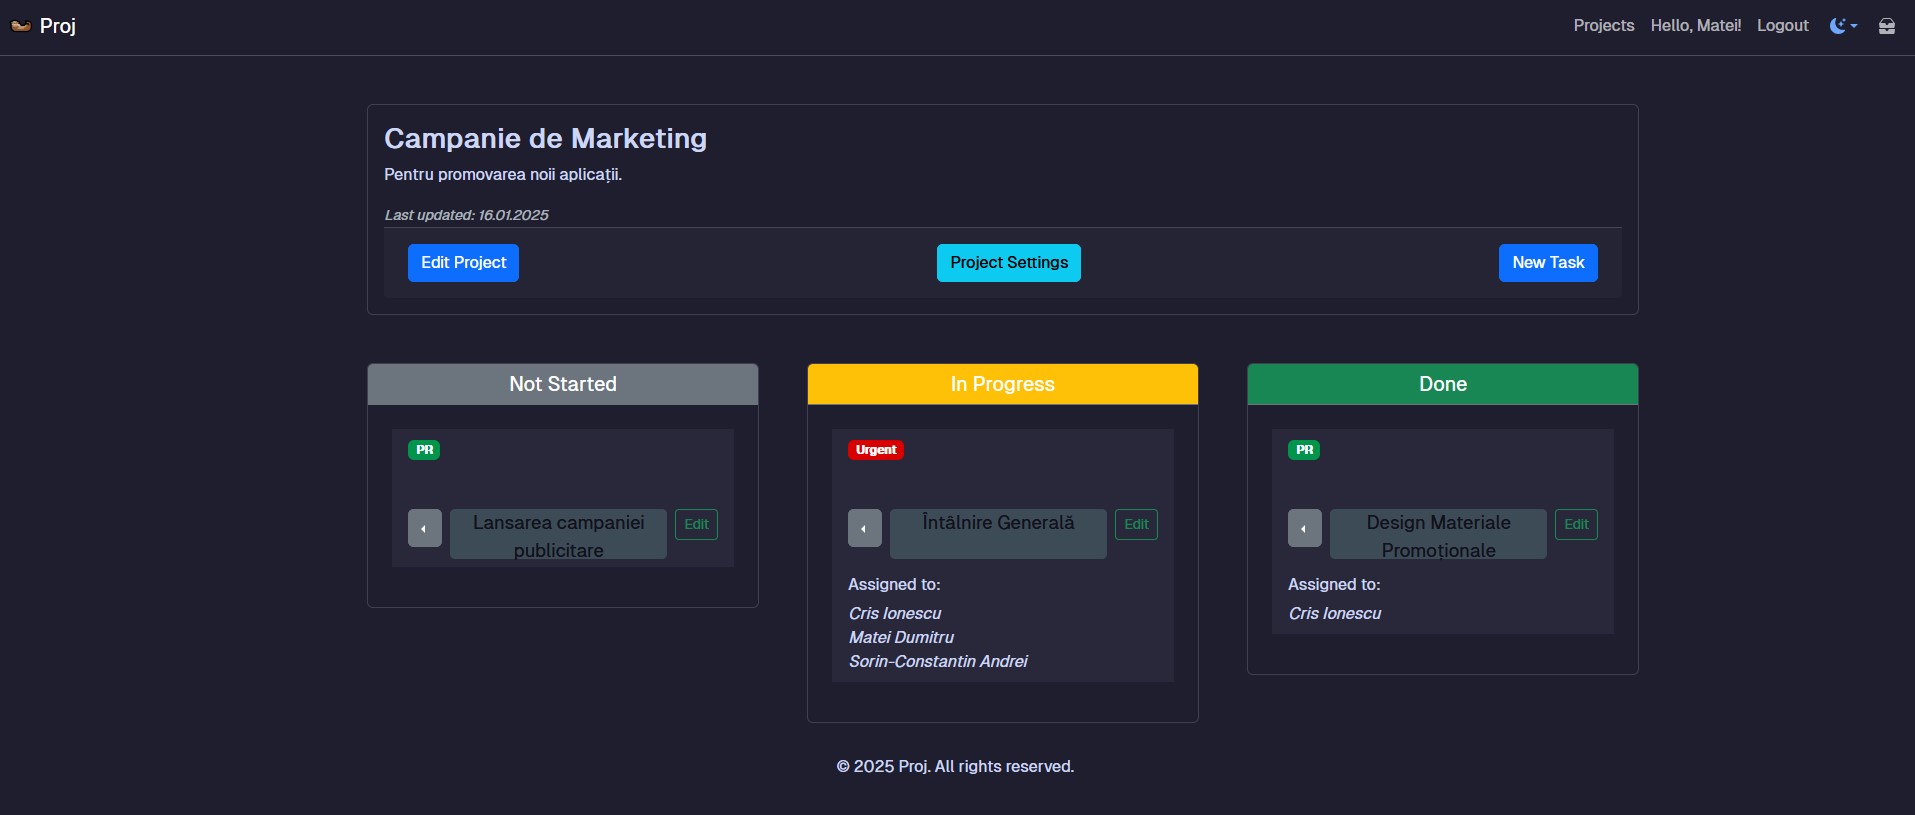 Proj
Projects Hello, Matei! Logout
Campanie de Marketing
Pentru promovarea noii aplicații.
Last updated: 16.01.2025
Edit Project
Project Settings
New Task
Not Started
PR
Lansarea campaniei
publicitare
Edit
In Progress
Urgent
Întâlnire Generală
Edit
Assigned to:
Cris Ionescu
Matei Dumitru
Sorin-Constantin Andrei
Done
PR
Design Materiale
Promoționale
Edit
Assigned to:
Cris Ionescu
© 2025 Proj. All rights reserved.